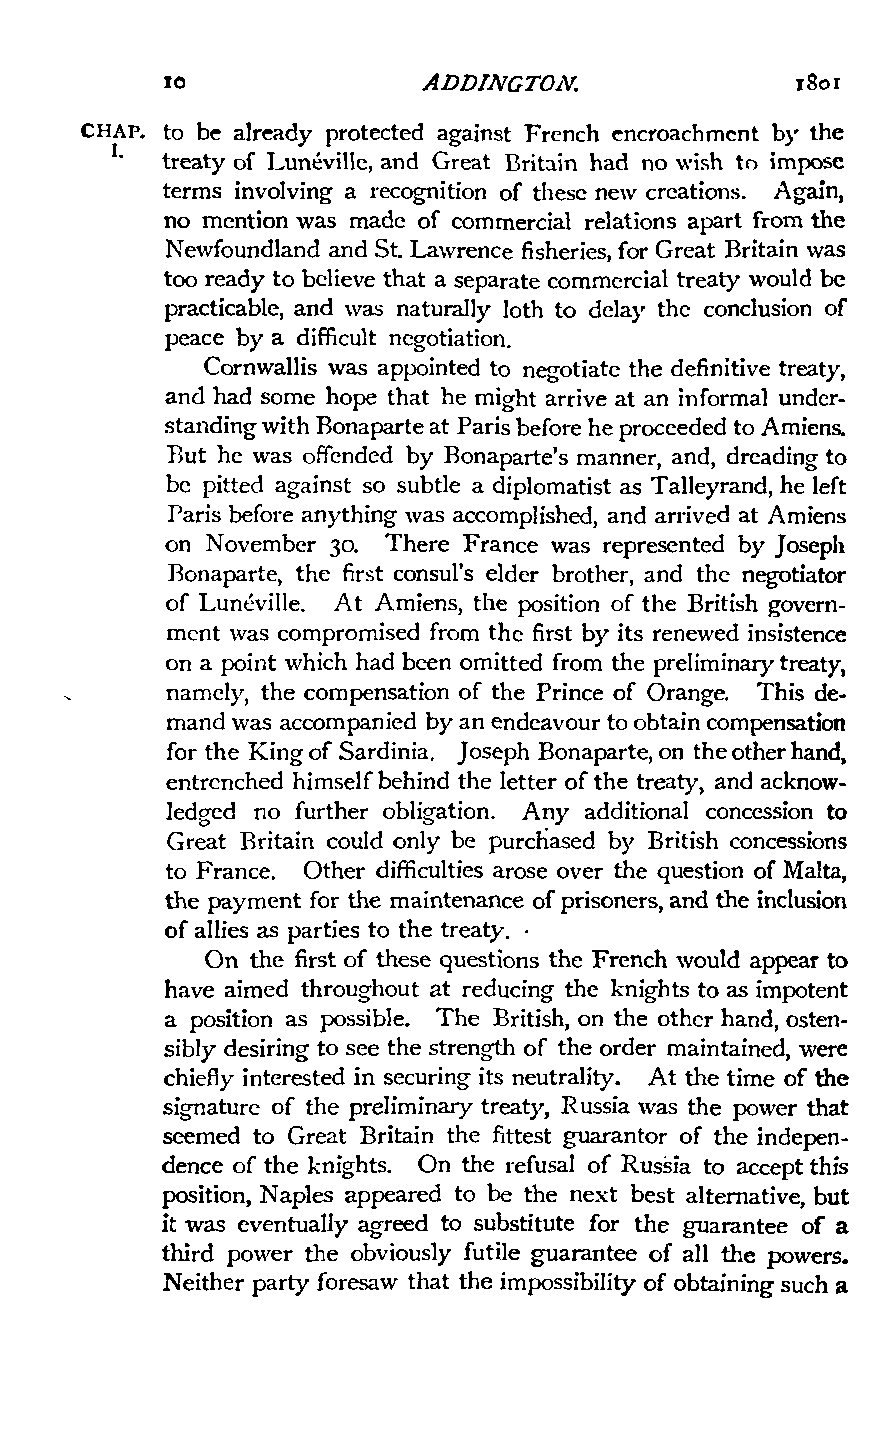 10 ADDINGTON. 1801
CHAP. to be already protected against French encroachment by the
I. treaty of Lunéville, and Great Britain had no wish to impose
terms involving a recognition of these new creations. Again,
no mention was made of commercial relations apart from the
Newfoundland and St. Lawrence fisheries, for Great Britain was
too ready to believe that a separate commercial treaty would be
practicable, and was naturally loth to delay the conclusion of
peace by a difficult negotiation.
Cornwallis was appointed to negotiate the definitive treaty,
and had some hope that he might arrive at an informal under-
standing with Bonaparte at Paris before he proceeded to Amiens.
But he was offended by Bonaparte's manner, and, dreading to
be pitted against so subtle a diplomatist as Talleyrand, he left
Paris before anything was accomplished, and arrived at Amiens
on November 30. There France was represented by Joseph
Bonaparte, the first consul's elder brother, and the negotiator
of Lunéville. At Amiens, the position of the British govern-
ment was compromised from the first by its renewed insistence
on a point which had been omitted from the preliminary treaty,
namely, the compensation of the Prince of Orange. This de-
mand was accompanied by an endeavour to obtain compensation
for the King of Sardinia. Joseph Bonaparte, on the other hand,
entrenched himself behind the letter of the treaty, and acknow-
ledged no further obligation. Any additional concession to
Great Britain could only be purchased by British concessions
to France. Other difficulties arose over the question of Malta,
the payment for the maintenance of prisoners, and the inclusion
of allies as parties to the treaty.
On the first of these questions the French would appear to
have aimed throughout at reducing the knights to as impotent
a position as possible. The British, on the other hand, osten-
sibly desiring to see the strength of the order maintained, were
chiefly interested in securing its neutrality. At the time of the
signature of the preliminary treaty, Russia was the power that
seemed to Great Britain the fittest guarantor of the indepen-
dence of the knights. On the refusal of Russia to accept this
position, Naples appeared to be the next best alternative, but
it was eventually agreed to substitute for the guarantee of a
third power the obviously futile guarantee of all the powers.
Neither party foresaw that the impossibility of obtaining such a